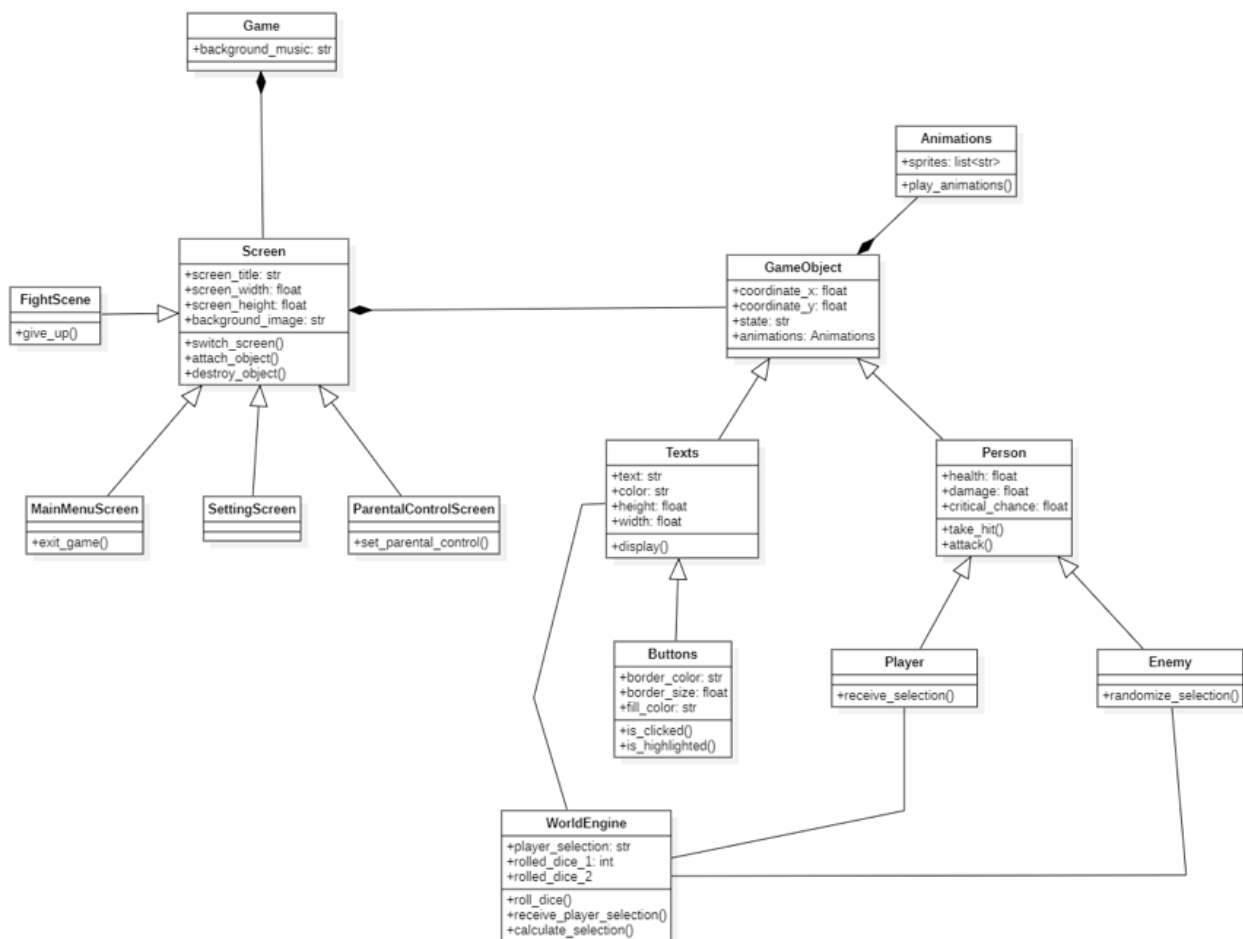 Game
+background_music: str
Animations
+sprites: list<str>
+play_animations()
Screen
+screen_title: str
+screen_width: float
+screen_height: float
+background_image: str
+switch_screen()
+attach_object()
+destroy_object()
GameObject
+coordinate_x: float
+coordinate_y: float
+state: str
+animations: Animations
FightScene
+give_up()
MainMenuScreen
+exit_game()
SettingScreen
ParentalControlScreen
+set_parental_control()
Texts
+text: str
+color: str
+height: float
+width: float
+display()
Person
+health: float
+damage: float
+critical_chance: float
+take_hit()
+attack()
Buttons
+border_color: str
+border_size: float
+fill_color: str
+is_clicked()
+is_highlighted()
Player
+receive_selection()
Enemy
+randomize_selection()
WorldEngine
+player_selection: str
+rolled_dice_1: int
+rolled_dice_2
+roll_dice()
+receive_player_selection()
+calculate_selection()